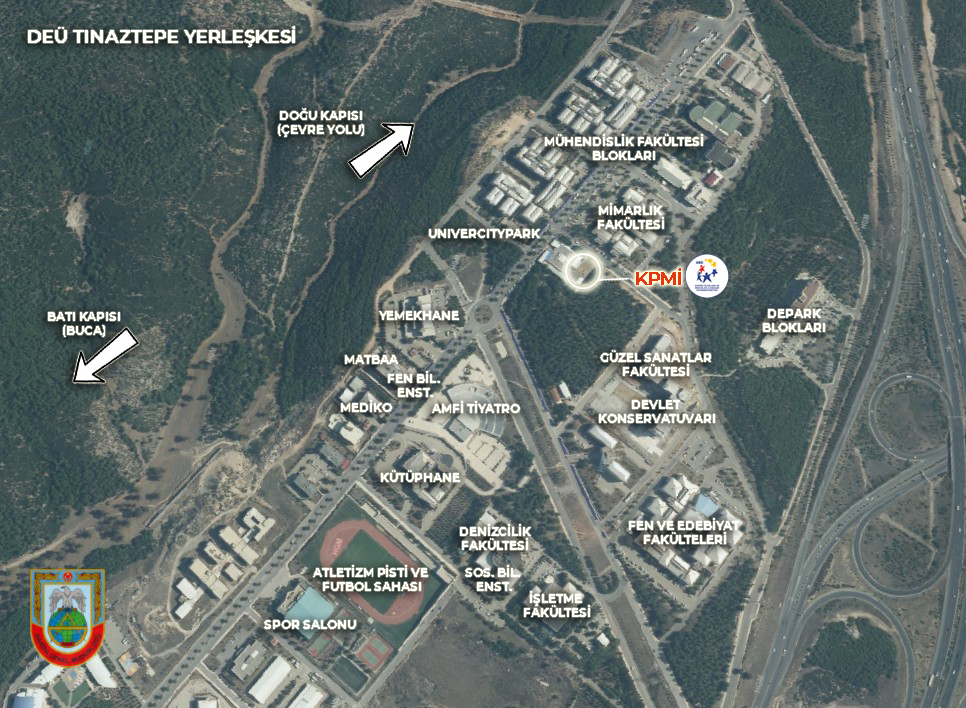 DEÜ TINAZTEPE YERLEŞKESİ
DOĞU KAPISI
(ÇEVRE YOLU)
MÜHENDİSLİK FAKÜLTESİ
BLOKLARI
MİMARLIK
FAKÜLTESİ
UNIVERCITYPARK
KPMİ
BATI KAPISI
(BUCA)
YEMEKHANE
DEPARK
BLOKLARI
MATBAA
GÜZEL SANATLAR
FAKÜLTESİ
FEN BİL.
ENST.
MEDİKO
AMFİ TİYATRO
DEVLET
KONSERVATUVARI
KÜTÜPHANE
DENİZCİLİK
FAKÜLTESİ
FEN VE EDEBİYAT
FAKÜLTELERİ
ATLETİZM PİSTİ VE
FUTBOL SAHASI
SOS. BİL.
ENST.
İŞLETME
FAKÜLTESİ
SPOR SALONU